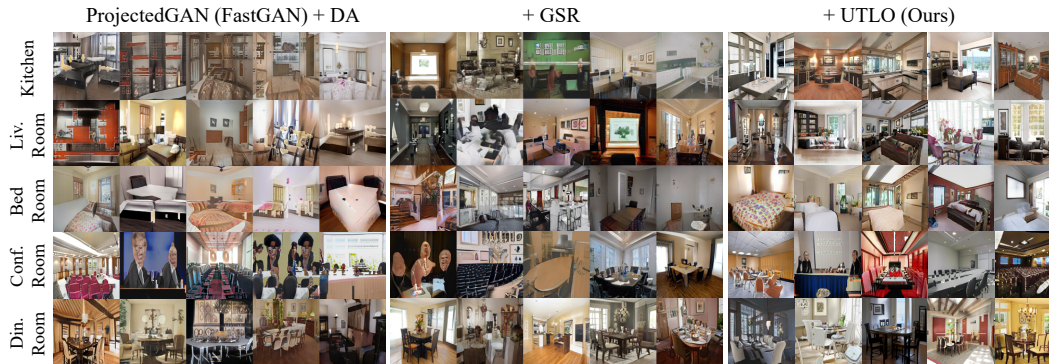 ProjectedGAN (FastGAN) + DA
+ GSR
+ UTLO (Ours)
Kitchen
Liv.
Room
Bed
Room
Conf.
Room
Din.
Room